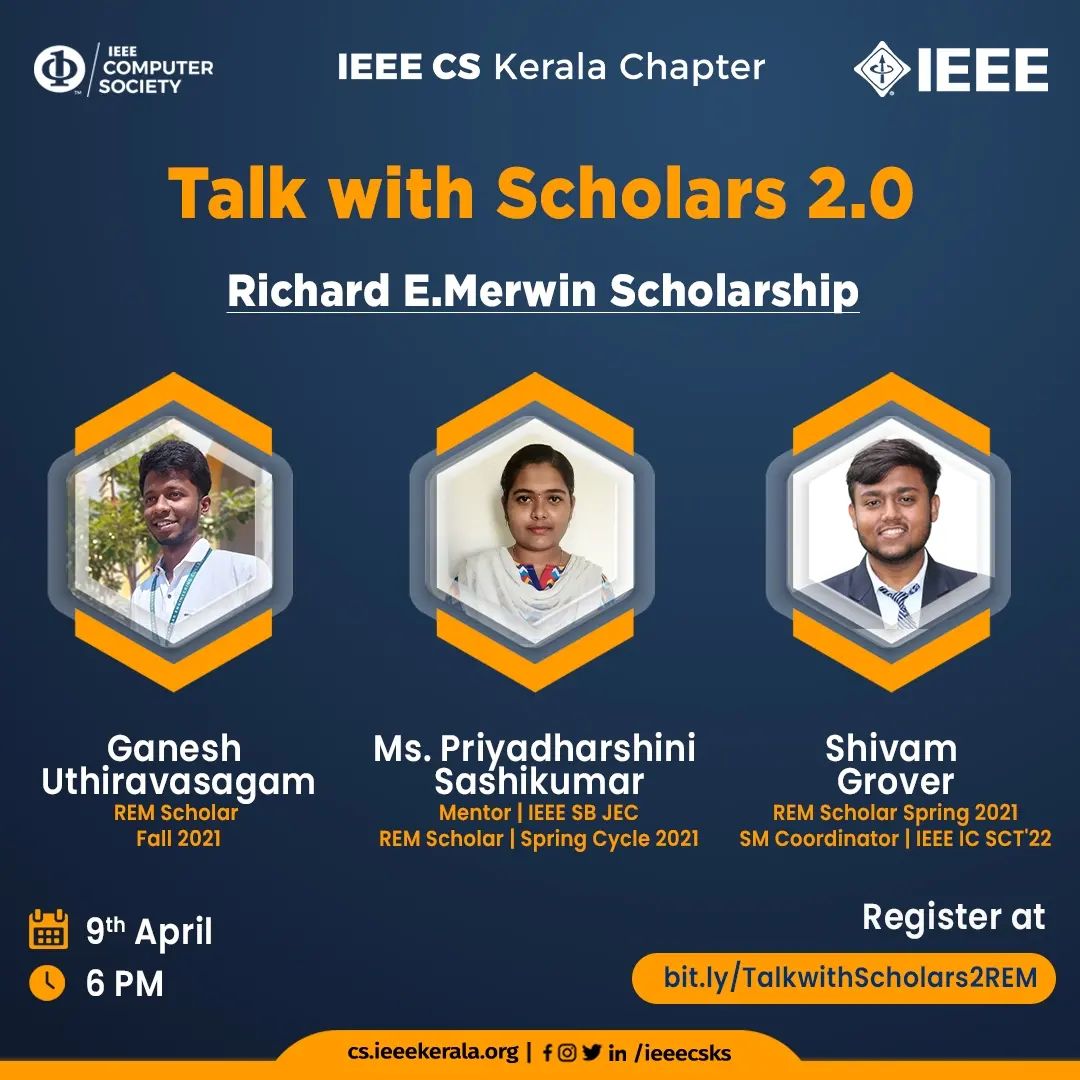 IEEE
COMPUTER
SOCIETY
TM
IEEE CS Kerala Chapter
IEEE
Talk with Scholars 2.0
Richard E.Merwin Scholarship
Ganesh
Uthiravasagam
REM Scholar
Fall 2021
Ms. Priyadharshini
Sashikumar
Mentor | IEEE SB JEC
REM Scholar | Spring Cycle 2021
Shivam
Grover
REM Scholar Spring 2021
SM Coordinator | IEEE IC SCT'22
9th April
6 PM
Register at
bit.ly/TalkwithScholars2REM
cs.ieeekerala.org | /ieeecsks